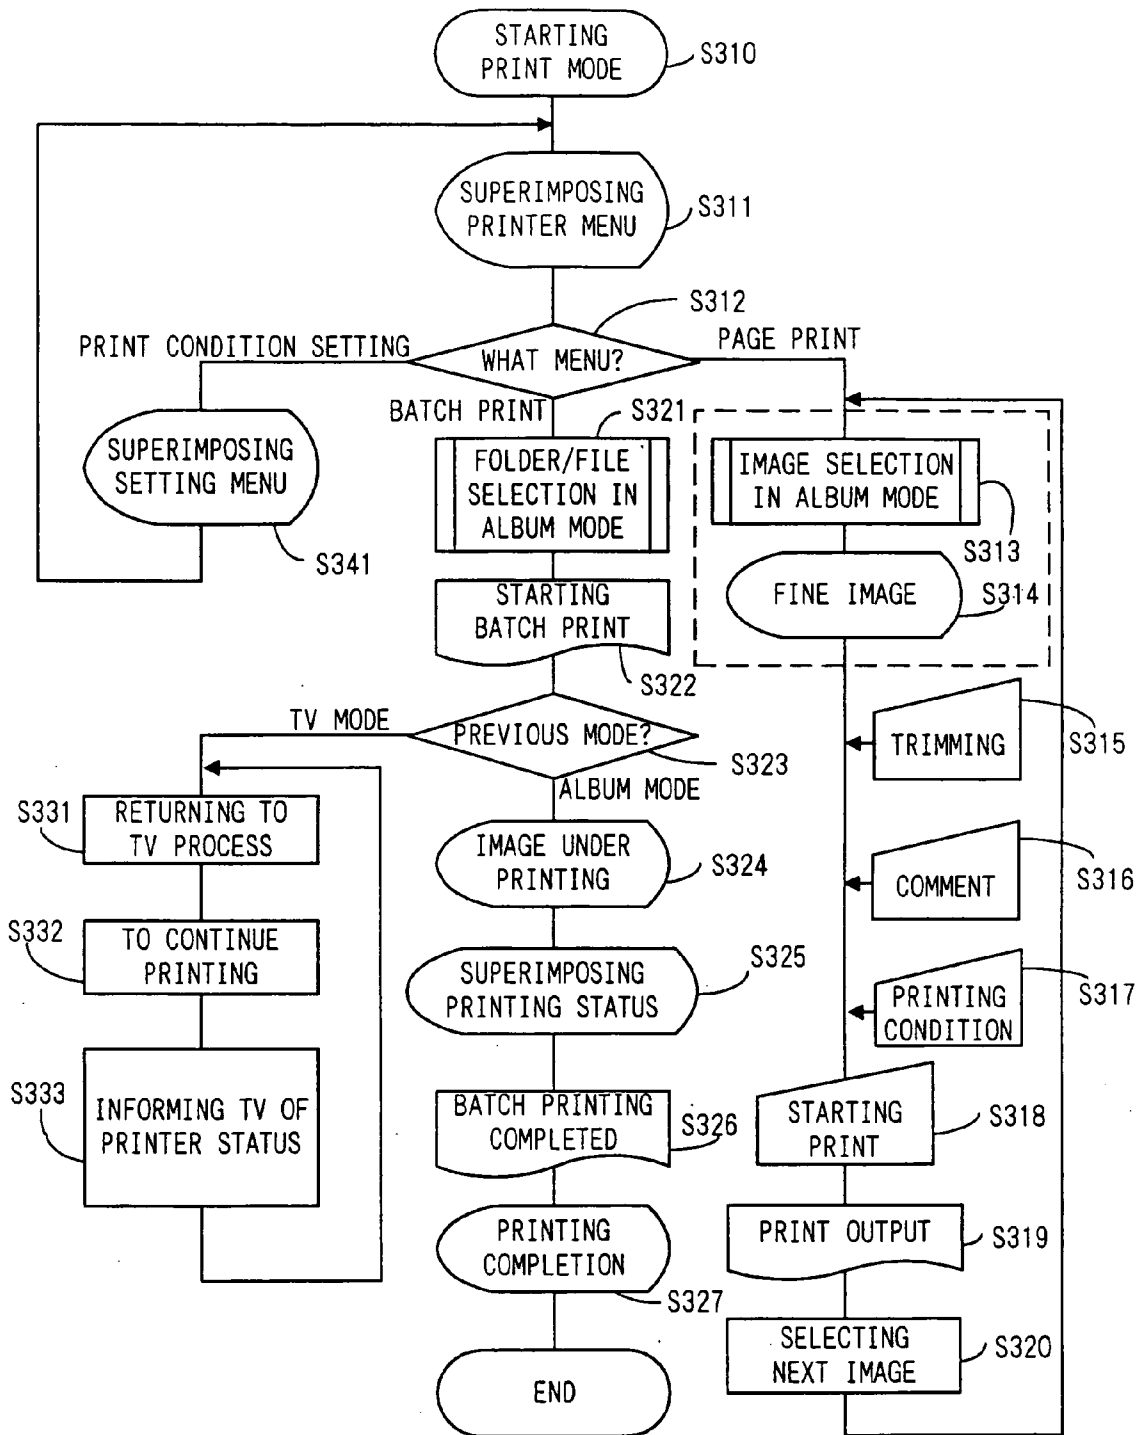 STARTING
PRINT MODE
S310
SUPERIMPOSING
PRINTER MENU
S311
S312
PRINT CONDITION SETTING
WHAT MENU?
PAGE PRINT
BATCH PRINT
S321
SUPERIMPOSING
SETTING MENU
S341
FOLDER/FILE
SELECTION IN
ALBUM MODE
IMAGE SELECTION
IN ALBUM MODE
S313
STARTING
BATCH PRINT
S322
FINE IMAGE
S314
TV MODE
PREVIOUS MODE?
S323
ALBUM MODE
TRIMMING
S315
S331
RETURNING TO
TV PROCESS
IMAGE UNDER
PRINTING
S324
COMMENT
S316
S332
TO CONTINUE
PRINTING
SUPERIMPOSING
PRINTING STATUS
S325
PRINTING
CONDITION
S317
S333
INFORMING TV OF
PRINTER STATUS
BATCH PRINTING
COMPLETED
S326
STARTING
PRINT
S318
PRINTING
COMPLETION
S327
PRINT OUTPUT
S319
SELECTING
NEXT IMAGE
S320
END